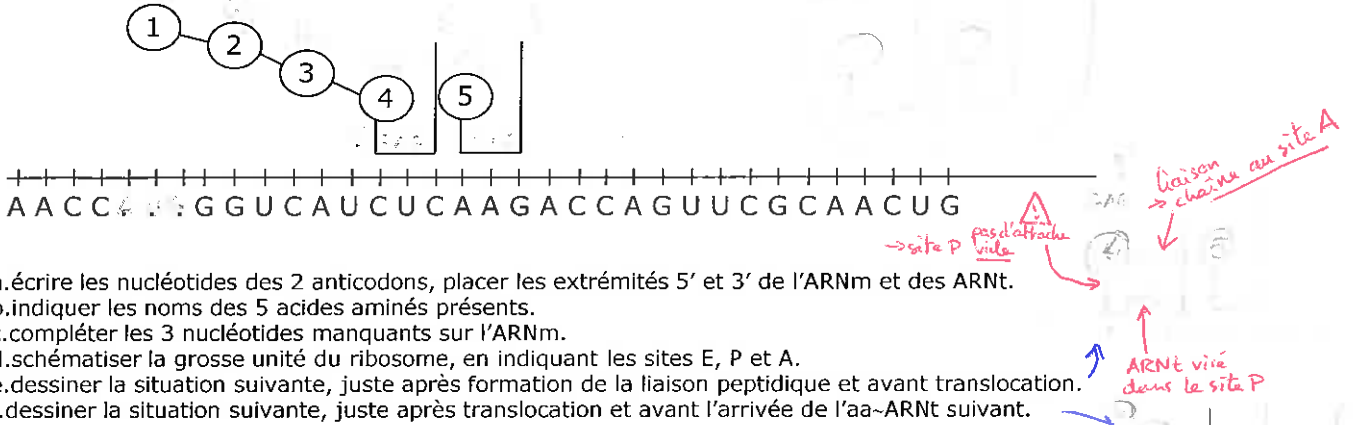 1
2
3
4
5
A A C C G G U C A U C U C A A G A C C A G U U C G C A A C U G
liaison
→ chaîne au site A
pas d'attache
→ site P vide
.écrire les nucléotides des 2 anticodons, placer les extrémités 5' et 3' de l'ARNm et des ARNt.
.indiquer les noms des 5 acides aminés présents.
.compléter les 3 nucléotides manquants sur l'ARNm.
.schématiser la grosse unité du ribosome, en indiquant les sites E, P et A.
.dessiner la situation suivante, juste après formation de la liaison peptidique et avant translocation.
.dessiner la situation suivante, juste après translocation et avant l'arrivée de l'aa~ARNt suivant.
ARNt viré
dans le site P